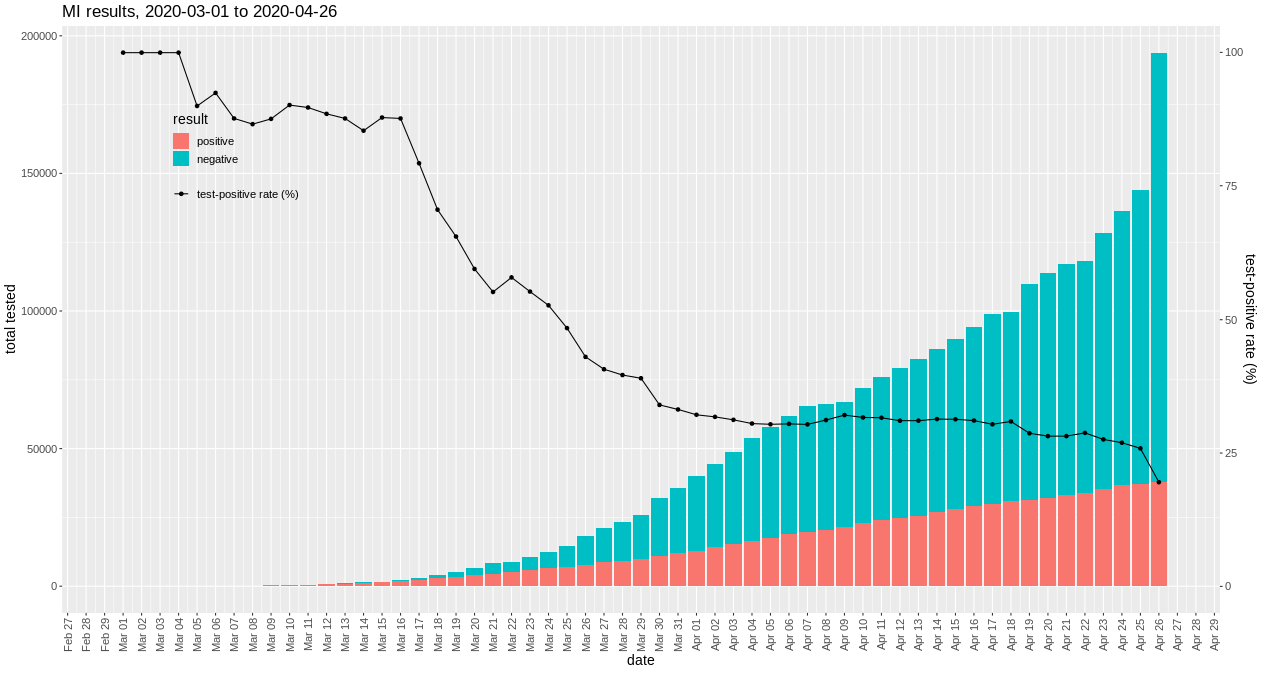 MI results, 2020-03-01 to 2020-04-26
200000
150000
100000
50000
0
total tested
result
positive
negative
test-positive rate (%)
100
75
50
25
0
test-positive rate (%)
Feb 27
Feb 28
Feb 29
Mar 01
Mar 02
Mar 03
Mar 04
Mar 05
Mar 06
Mar 07
Mar 08
Mar 09
Mar 10
Mar 11
Mar 12
Mar 13
Mar 14
Mar 15
Mar 16
Mar 17
Mar 18
Mar 19
Mar 20
Mar 21
Mar 22
Mar 23
Mar 24
Mar 25
Mar 26
Mar 27
Mar 28
Mar 29
Mar 30
Mar 31
Apr 01
Apr 02
Apr 03
Apr 04
Apr 05
Apr 06
Apr 07
Apr 08
Apr 09
Apr 10
Apr 11
Apr 12
Apr 13
Apr 14
Apr 15
Apr 16
Apr 17
Apr 18
Apr 19
Apr 20
Apr 21
Apr 22
Apr 23
Apr 24
Apr 25
Apr 26
Apr 27
Apr 28
Apr 29
date